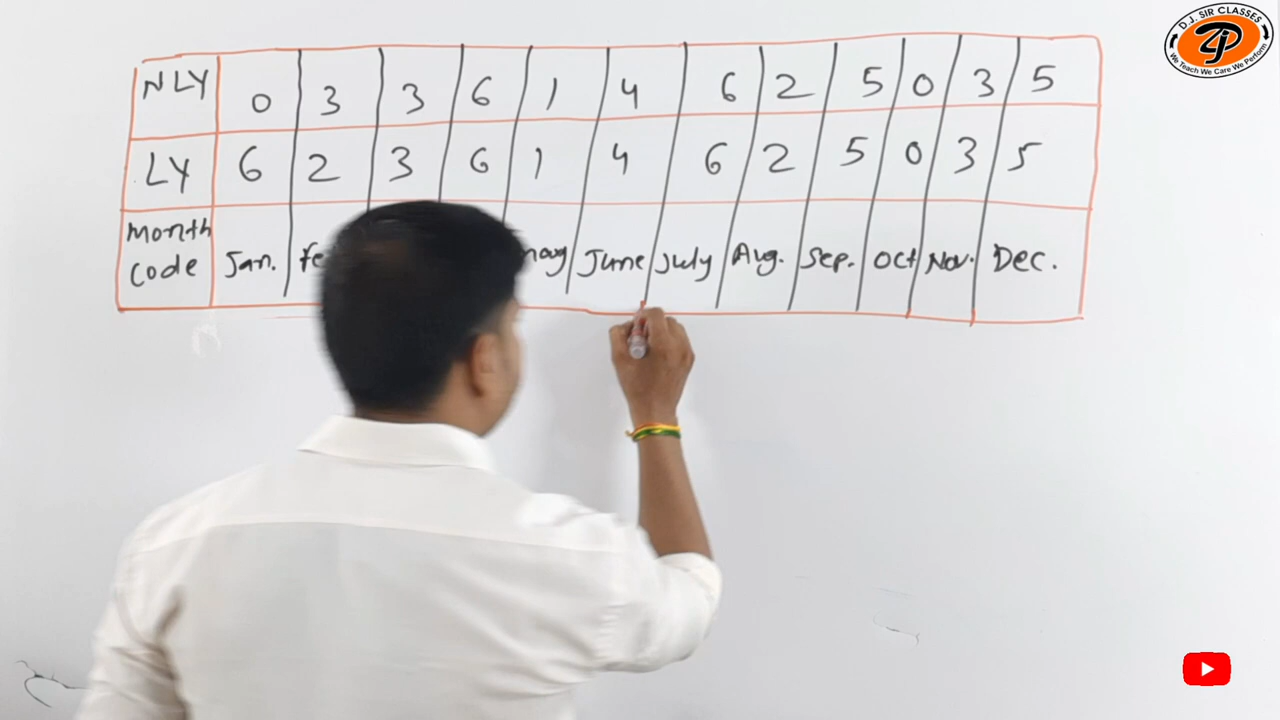 NLY 0 3 3 6 1 4 6 2 5 0 3 5
LY 6 2 3 6 1 4 6 2 5 0 3 5
Month Code Jan. may June July Aug. Sep. Oct Nov. Dec.
D.J. SIR CLASSES
We Teach We Care We Perform